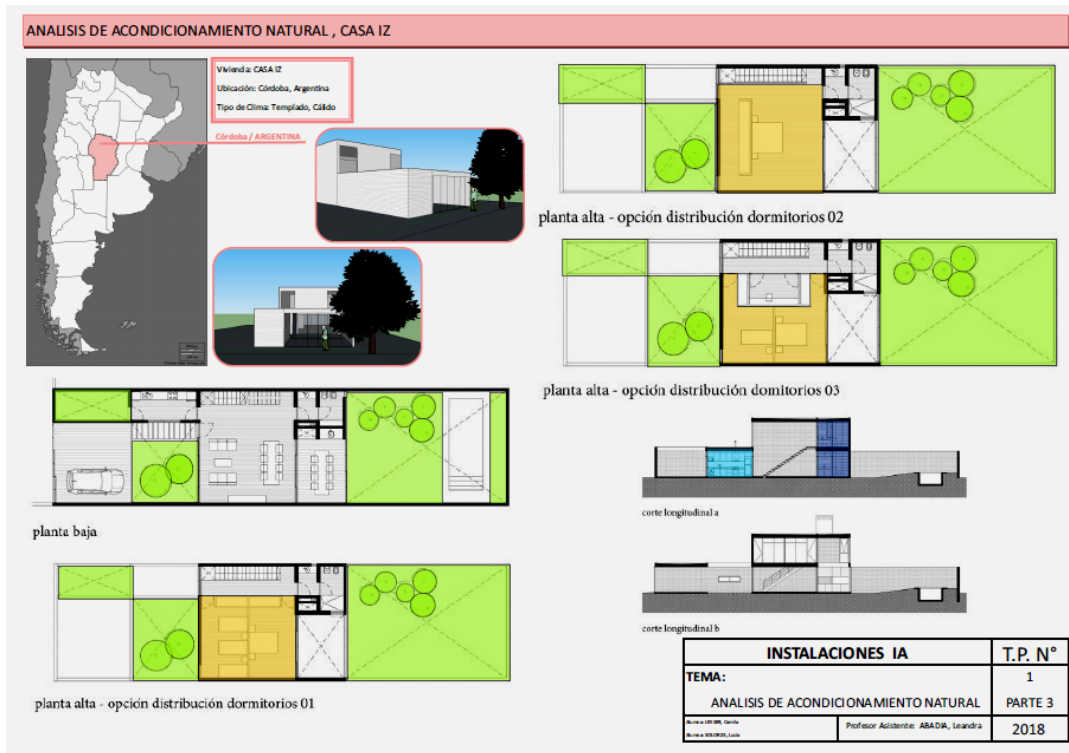 ANALISIS DE ACONDICIONAMIENTO NATURAL , CASA IZ
Vivienda: CASA IZ
Ubicación: Córdoba, Argentina
Tipo de Clima: Templado, Cálido
Córdoba / ARGENTINA
planta alta - opción distribución dormitorios 02
planta alta - opción distribución domitorios 03
planta baja
corte longitudinal a
corte longitudinal b
planta alta - opción distribución dormitorios 01
INSTALACIONES IA
T.P. N°
TEMA:
1
ANALISIS DE ACONDICIONAMIENTO NATURAL
PARTE 3
Profesor Asistente: ABADIA, Leandra
2018